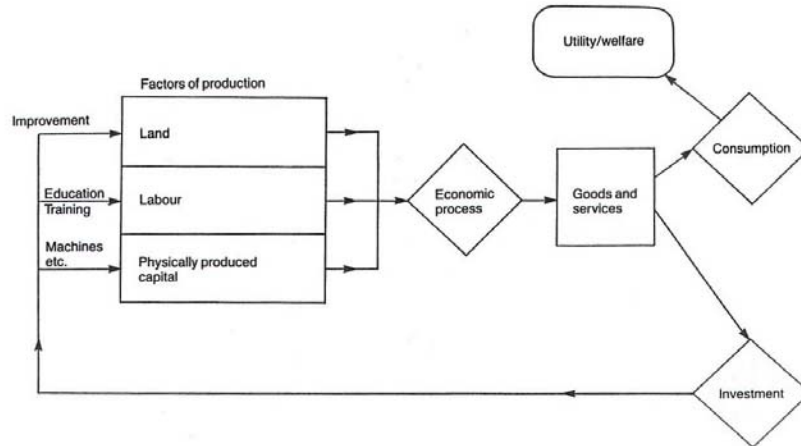 Utility/welfare
Factors of production
Improvement
Land
Consumption
Education
Training
Labour
Economic
process
Goods and
services
Machines
etc.
Physically produced
capital
Investment